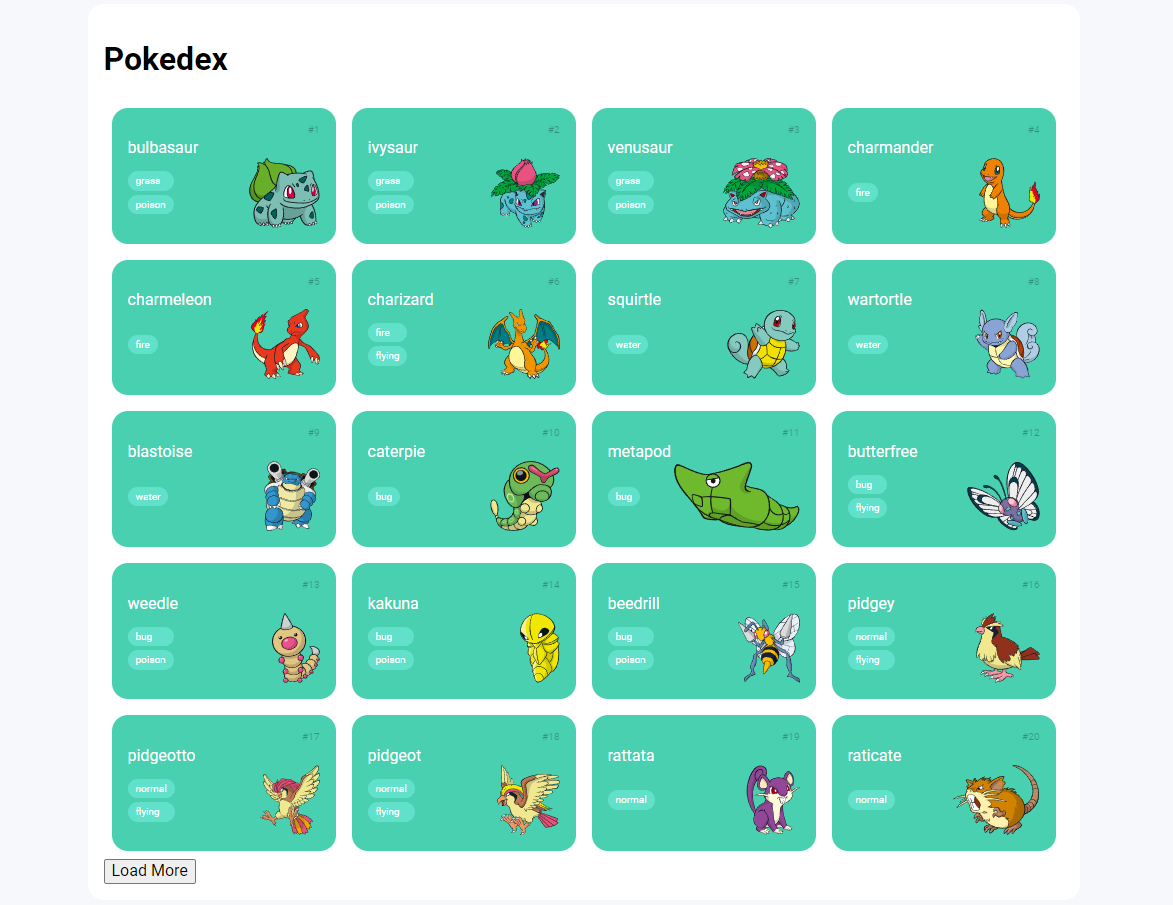 Pokedex
#1
bulbasaur
grass
poison
#2
ivysaur
grass
poison
#3
venusaur
grass
poison
#4
charmander
fire
#5
charmeleon
fire
#6
charizard
fire
flying
#7
squirtle
water
#8
wartortle
water
#9
blastoise
water
#10
caterpie
bug
#11
metapod
bug
#12
butterfree
bug
flying
#13
weedle
bug
poison
#14
kakuna
bug
poison
#15
beedrill
bug
poison
#16
pidgey
normal
flying
#17
pidgeotto
normal
flying
#18
pidgeot
normal
flying
#19
rattata
normal
#20
raticate
normal
Load More